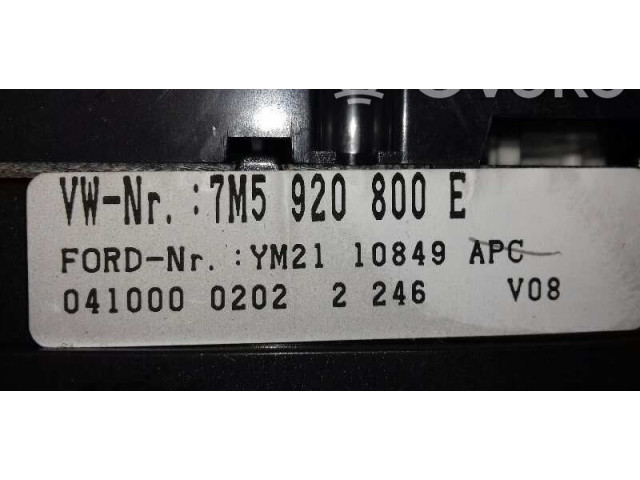 VW-Nr.:7M5 920 800 E
FORD-Nr.:YM21 10849 APC
041000 0202 2 246 V08